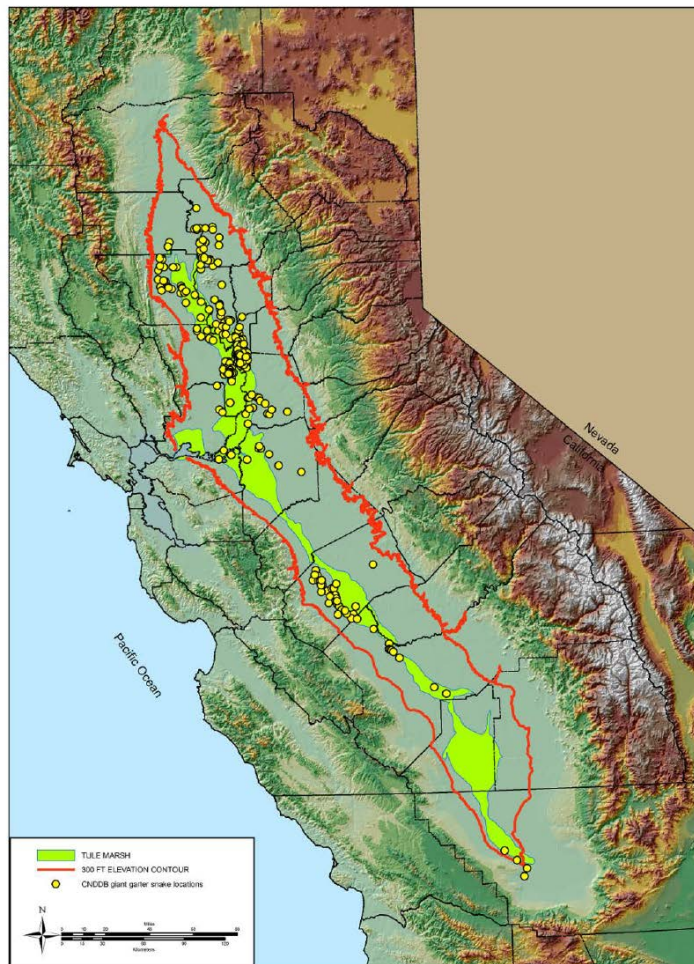 Nevada
California
Pacific Ocean
TULE MARSH
300 FT ELEVATION CONTOUR
CNDDB giant garter snake locations
N
Miles
Kilometers